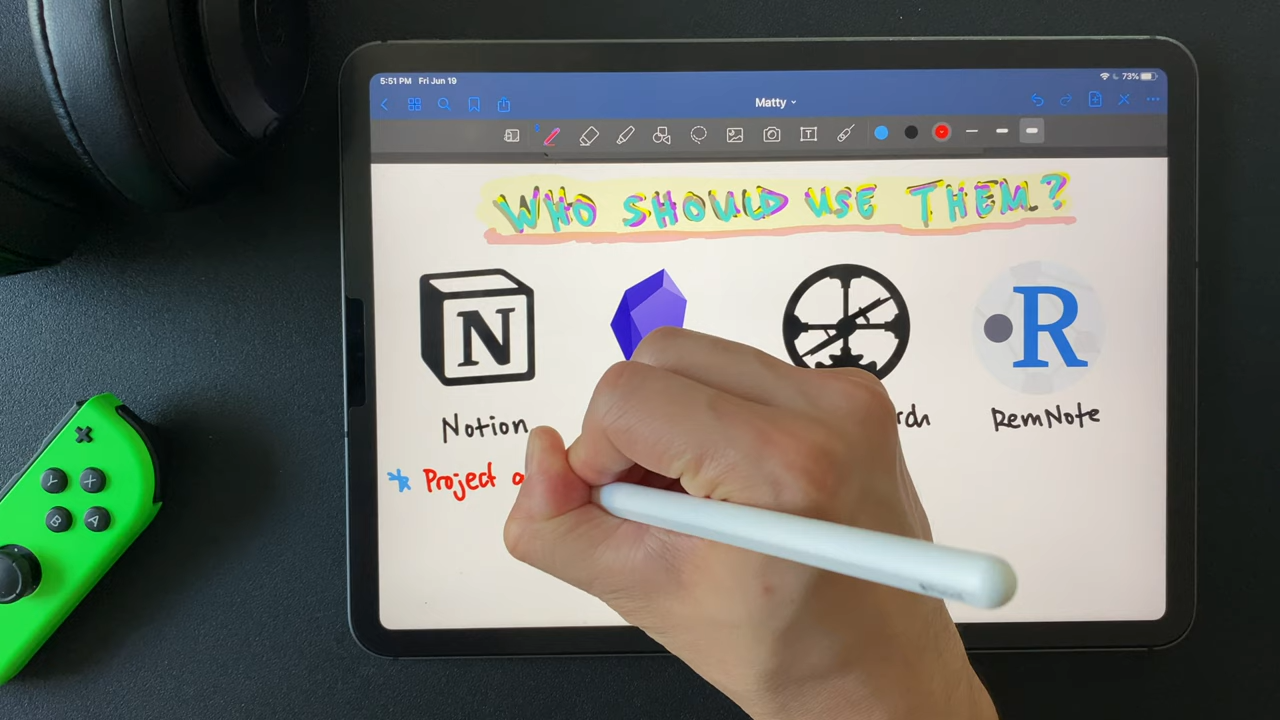 5:51 PM Fri Jun 19
73%
Matty
T
WHO SHOULD USE THEM?
N
R
Notion
RemNote
* Project
X
Y X
B A